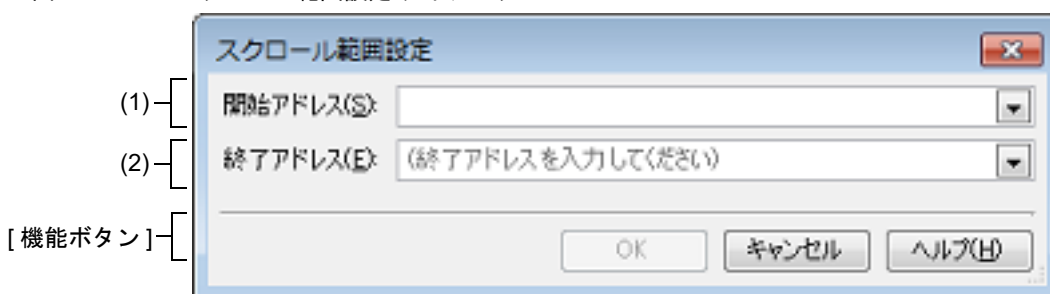 スクロール範囲設定
(1) 開始アドレス(S):
(2) 終了アドレス(E): (終了アドレスを入力してください)
[ 機能ボタン ] OK キャンセル ヘルプ(H)